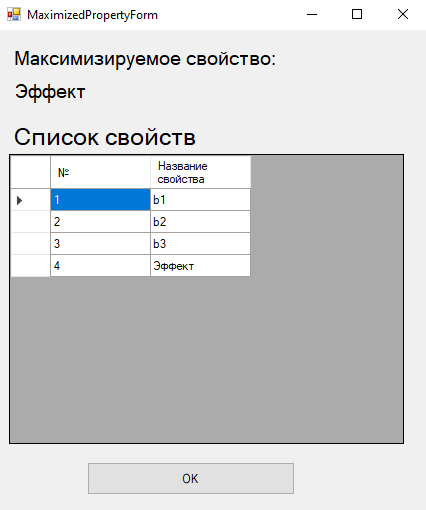 MaximizedPropertyForm
Максимизируемое свойство:
Эффект
Список свойств
№ Название
свойства
1 b1
2 b2
3 b3
4 Эффект
OK